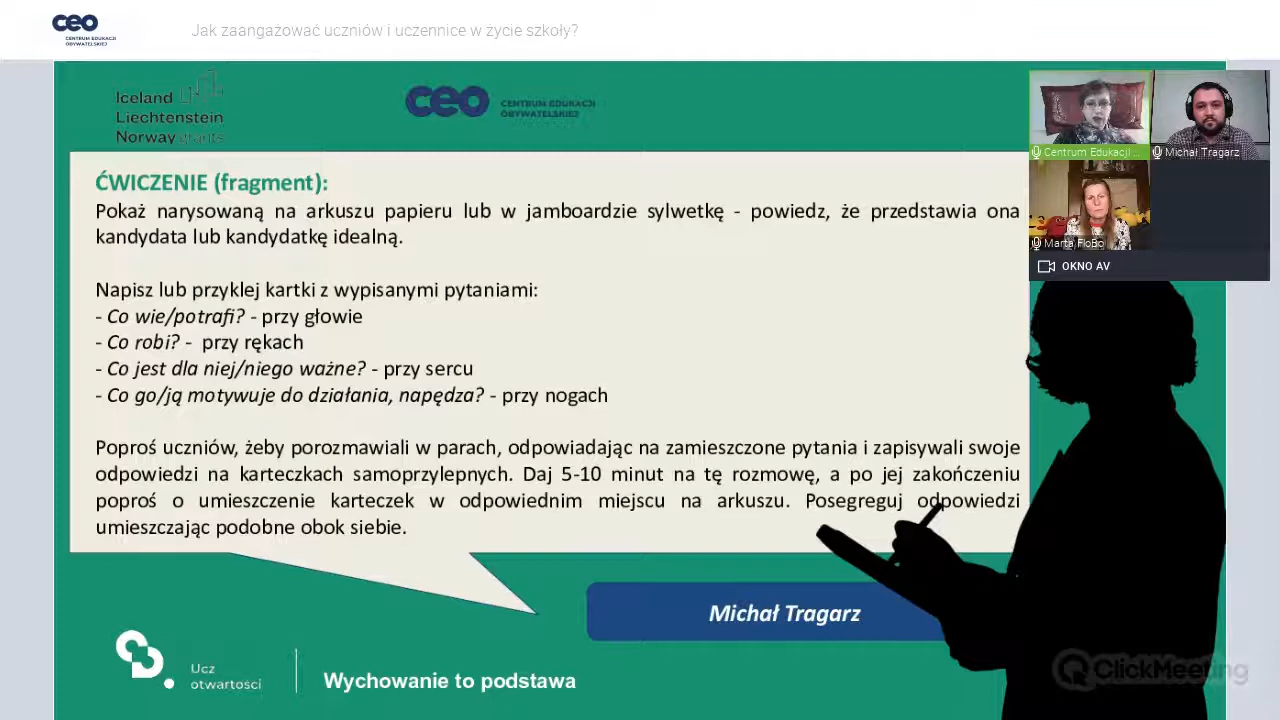 ceo
CENTRUM EDUKACJI
OBYWATELSKIEJ
Jak zaangażować uczniów i uczennice w życie szkoły?
Iceland
Liechtenstein
Norway grants
ceo
CENTRUM EDUKACJI
OBYWATELSKIEJ
ĆWICZENIE (fragment):
Pokaż narysowaną na arkuszu papieru lub w jamboardzie sylwetkę - powiedz, że przedstawia ona
kandydata lub kandydatkę idealną.
Napisz lub przyklej kartki z wypisanymi pytaniami:
- Co wie/potrafi? - przy głowie
- Co robi? - przy rękach
- Co jest dla niej/niego ważne? - przy sercu
- Co go/ją motywuje do działania, napędza? - przy nogach
Poproś uczniów, żeby porozmawiali w parach, odpowiadając na zamieszczone pytania i zapisywali swoje
odpowiedzi na karteczkach samoprzylepnych. Daj 5-10 minut na tę rozmowę, a po jej zakończeniu
poproś o umieszczenie karteczek w odpowiednim miejscu na arkuszu. Posegreguj odpowiedzi
umieszczając podobne obok siebie.
Centrum Edukacji ...
Michał Tragarz
Marta FloBo
OKNO AV
Michał Tragarz
Ucz
otwartości
Wychowanie to podstawa
ClickMeeting